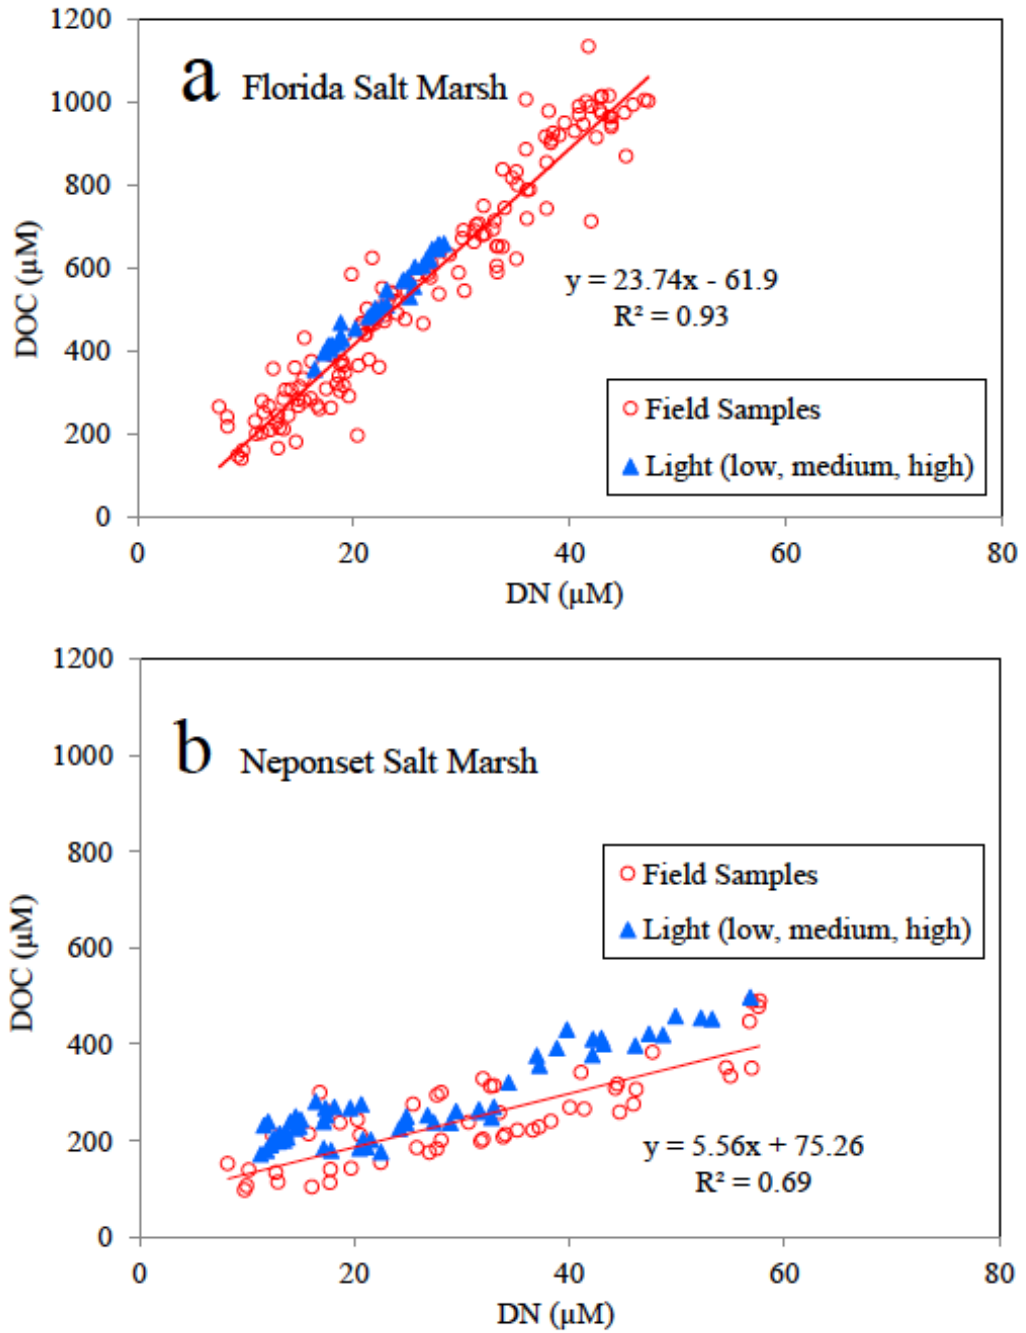 a Florida Salt Marsh
1200
1000
800
600
400
200
0
DOC (µM)
y = 23.74x - 61.9
R² = 0.93
Field Samples
Light (low, medium, high)
0 20 40 60 80
DN (µM)
b Neponset Salt Marsh
1200
1000
800
600
400
200
0
DOC (µM)
Field Samples
Light (low, medium, high)
y = 5.56x + 75.26
R² = 0.69
0 20 40 60 80
DN (µM)